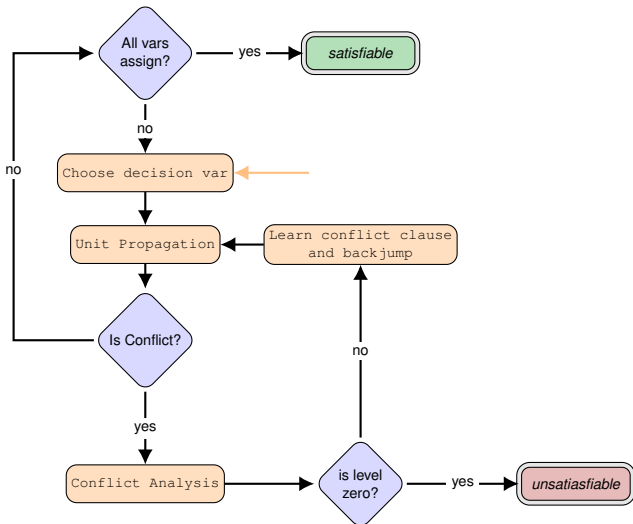 All vars
assign?
yes
satisfiable
no
no
Choose decision var
Unit Propagation
Learn conflict clause
and backjump
Is Conflict?
no
yes
Conflict Analysis
is level
zero?
yes
unsatiasfiable